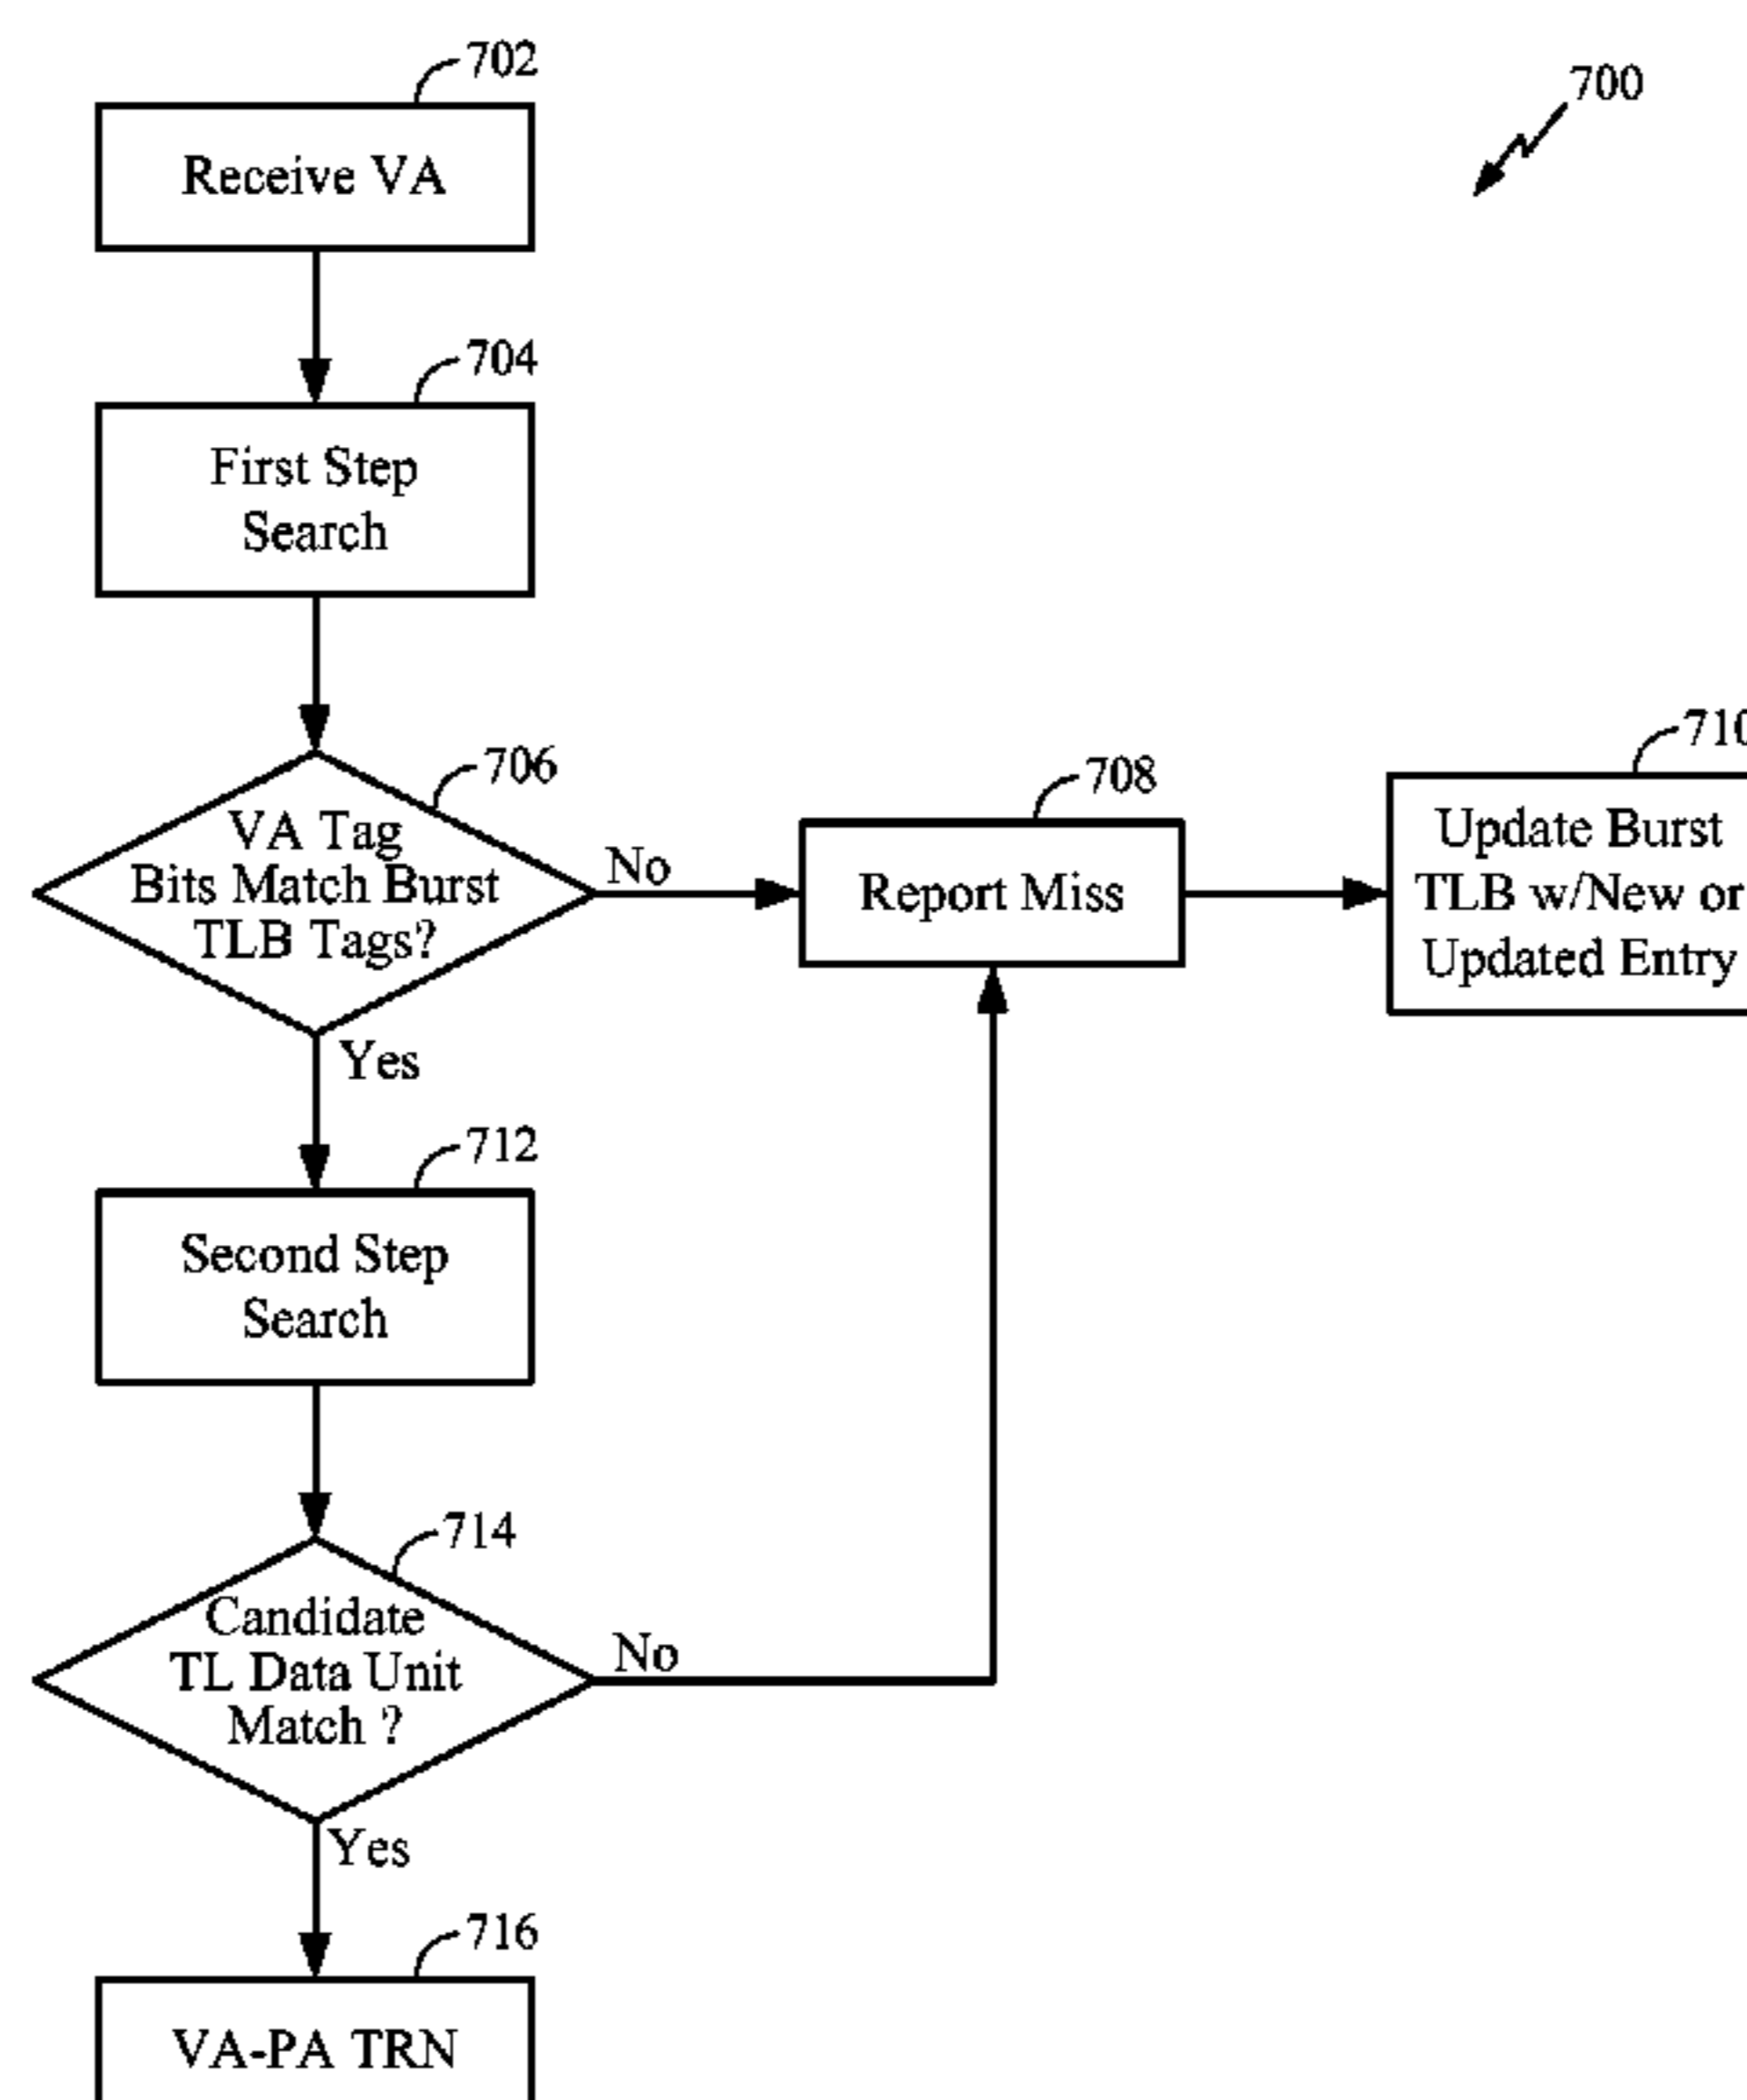 702
700
Receive VA
704
First Step
Search
706
VA Tag
Bits Match Burst
TLB Tags?
No
Yes
708
Report Miss
710
Update Burst
TLB w/New or
Updated Entry
712
Second Step
Search
714
Candidate
TL Data Unit
Match ?
No
Yes
716
VA-PA TRN